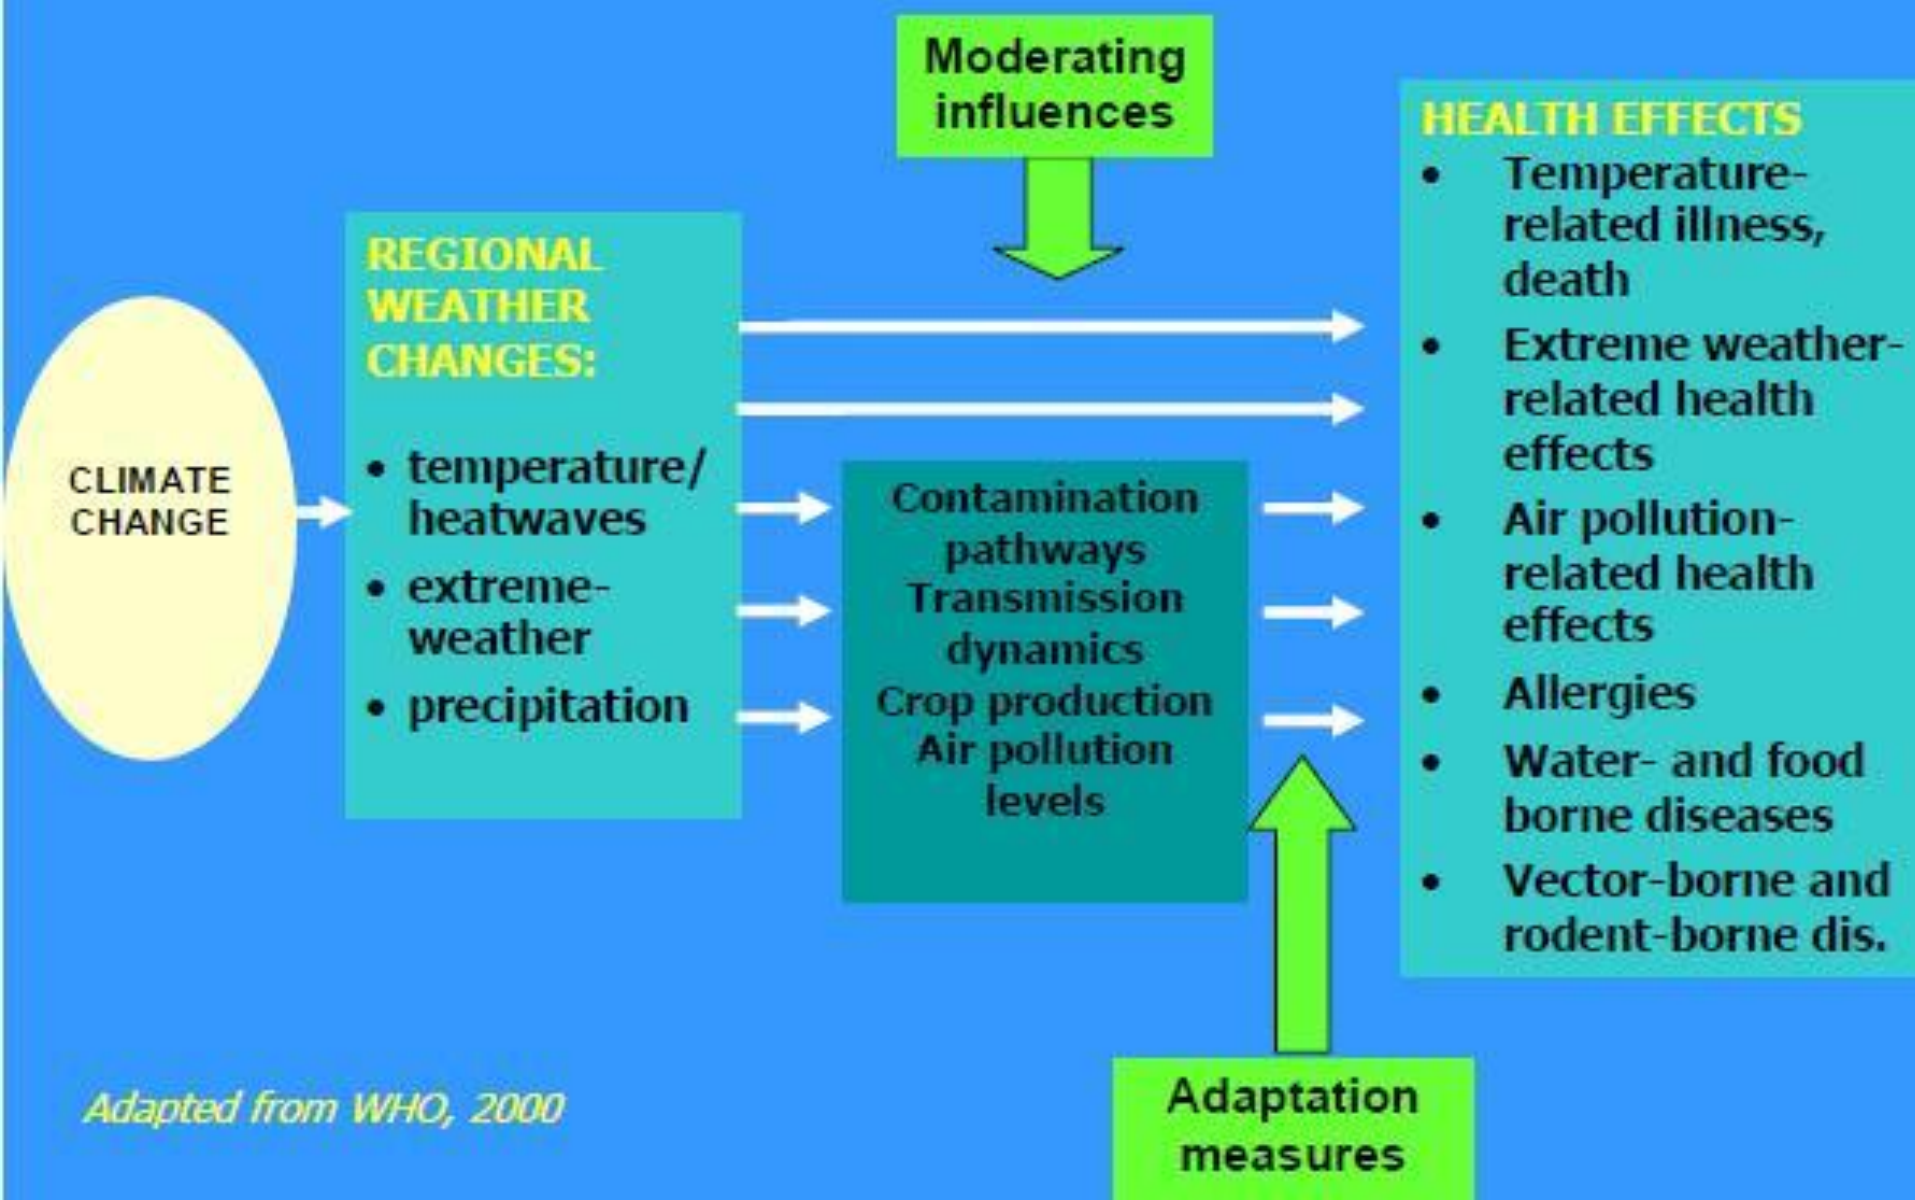 Moderating
influences
HEALTH EFFECTS
• Temperature-
related illness,
death
• Extreme weather-
related health
effects
• Air pollution-
related health
effects
• Allergies
• Water- and food
borne diseases
• Vector-borne and
rodent-borne dis.
REGIONAL
WEATHER
CHANGES:
• temperature/
heatwaves
• extreme-
weather
• precipitation
CLIMATE
CHANGE
Contamination
pathways
Transmission
dynamics
Crop production
Air pollution
levels
Adaptation
measures
Adapted from WHO, 2000